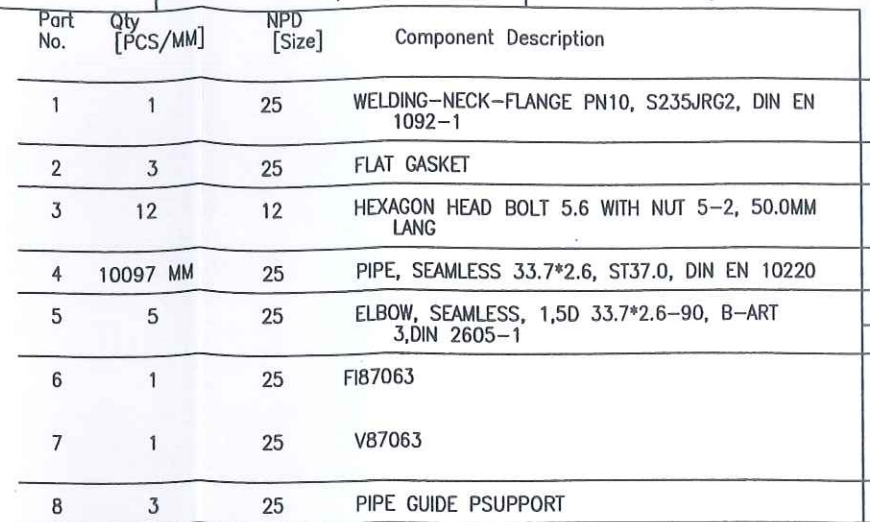 Part Qty NPD
No. [PCS/MM] [Size] Component Description
1 1 25 WELDING-NECK-FLANGE PN10, S235JRG2, DIN EN
1092-1
2 3 25 FLAT GASKET
3 12 12 HEXAGON HEAD BOLT 5.6 WITH NUT 5-2, 50.0MM
LANG
4 10097 MM 25 PIPE, SEAMLESS 33.7*2.6, ST37.0, DIN EN 10220
5 5 25 ELBOW, SEAMLESS, 1,5D 33.7*2.6-90, B-ART
3,DIN 2605-1
6 1 25 FI87063
7 1 25 V87063
8 3 25 PIPE GUIDE PSUPPORT